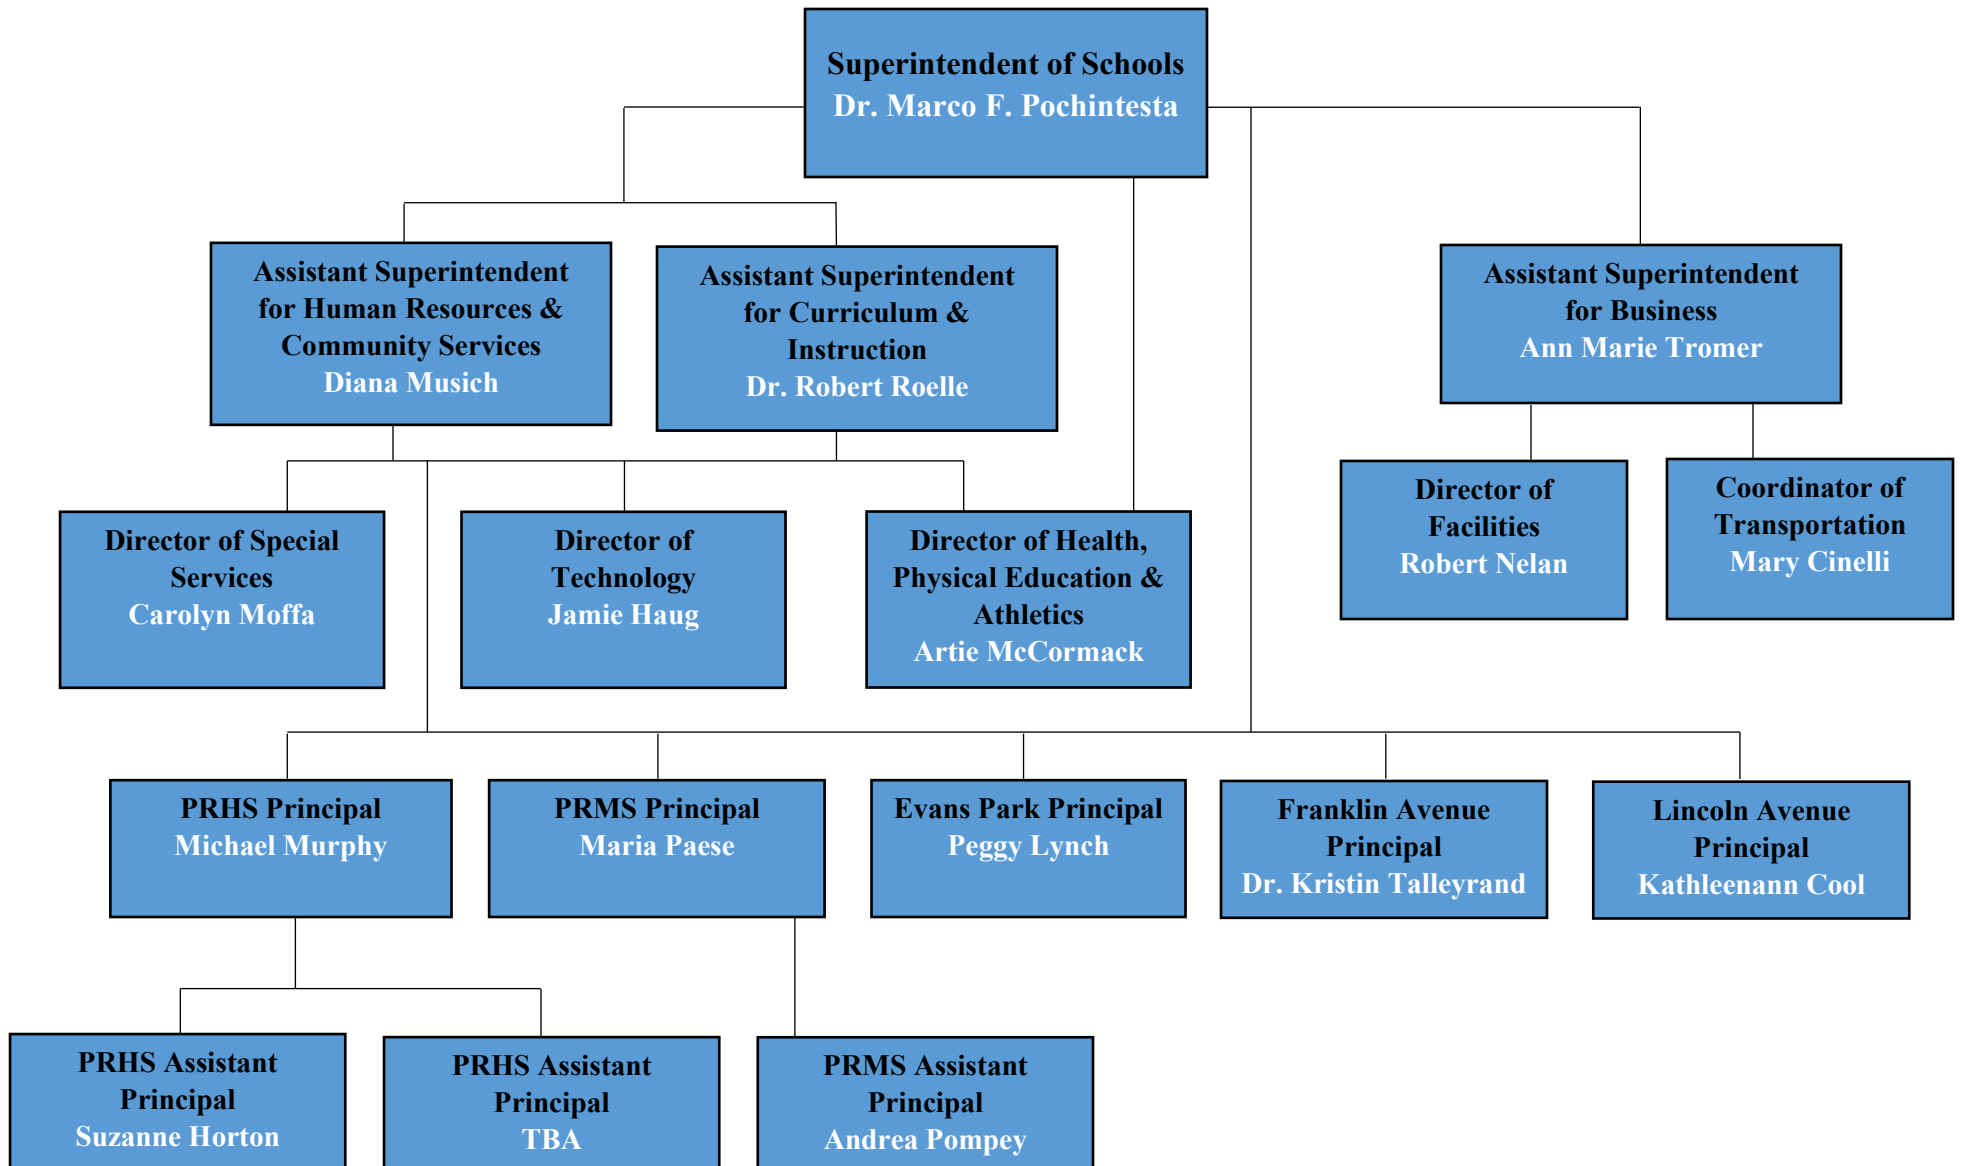 Superintendent of Schools
Dr. Marco F. Pochintesta
Assistant Superintendent
for Human Resources &
Community Services
Diana Musich
Assistant Superintendent
for Curriculum &
Instruction
Dr. Robert Roelle
Assistant Superintendent
for Business
Ann Marie Tromer
Director of Special
Services
Carolyn Moffa
Director of
Technology
Jamie Haug
Director of Health,
Physical Education &
Athletics
Artie McCormack
Director of
Facilities
Robert Nelan
Coordinator of
Transportation
Mary Cinelli
PRHS Principal
Michael Murphy
PRMS Principal
Maria Paese
Evans Park Principal
Peggy Lynch
Franklin Avenue
Principal
Dr. Kristin Talleyrand
Lincoln Avenue
Principal
Kathleenann Cool
PRHS Assistant
Principal
Suzanne Horton
PRHS Assistant
Principal
TBA
PRMS Assistant
Principal
Andrea Pompey